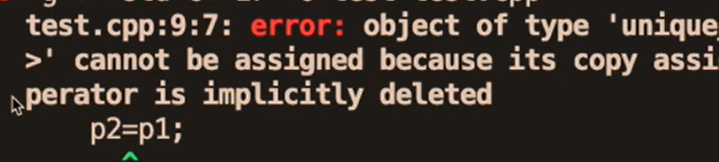 test.cpp:9:7: error: object of type 'unique
>' cannot be assigned because its copy assi
perator is implicitly deleted
p2=p1;
^